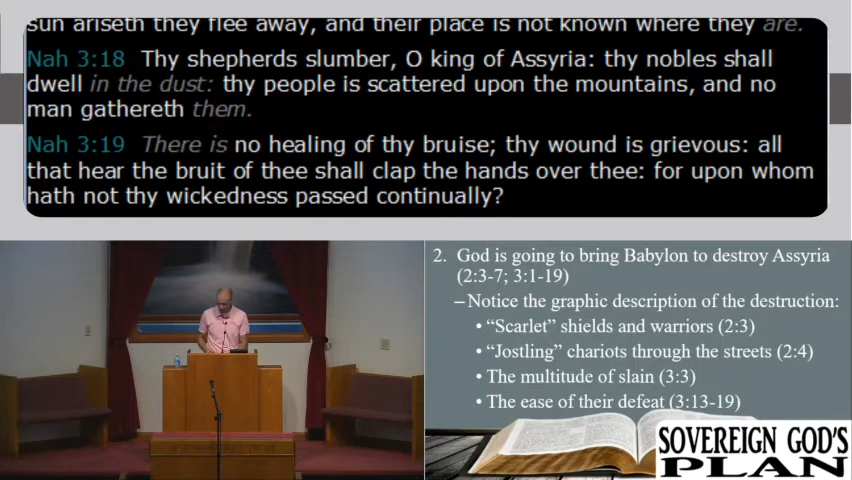 sun ariseth they flee away, and their place is not known where they are.
Nah 3:18 Thy shepherds slumber, O king of Assyria: thy nobles shall
dwell in the dust: thy people is scattered upon the mountains, and no
man gathereth them.
Nah 3:19 There is no healing of thy bruise; thy wound is grievous: all
that hear the bruit of thee shall clap the hands over thee: for upon whom
hath not thy wickedness passed continually?
2. God is going to bring Babylon to destroy Assyria
(2:3-7; 3:1-19)
–Notice the graphic description of the destruction:
• “Scarlet” shields and warriors (2:3)
• “Jostling” chariots through the streets (2:4)
• The multitude of slain (3:3)
• The ease of their defeat (3:13-19)
SOVEREIGN GOD'S
PLAN